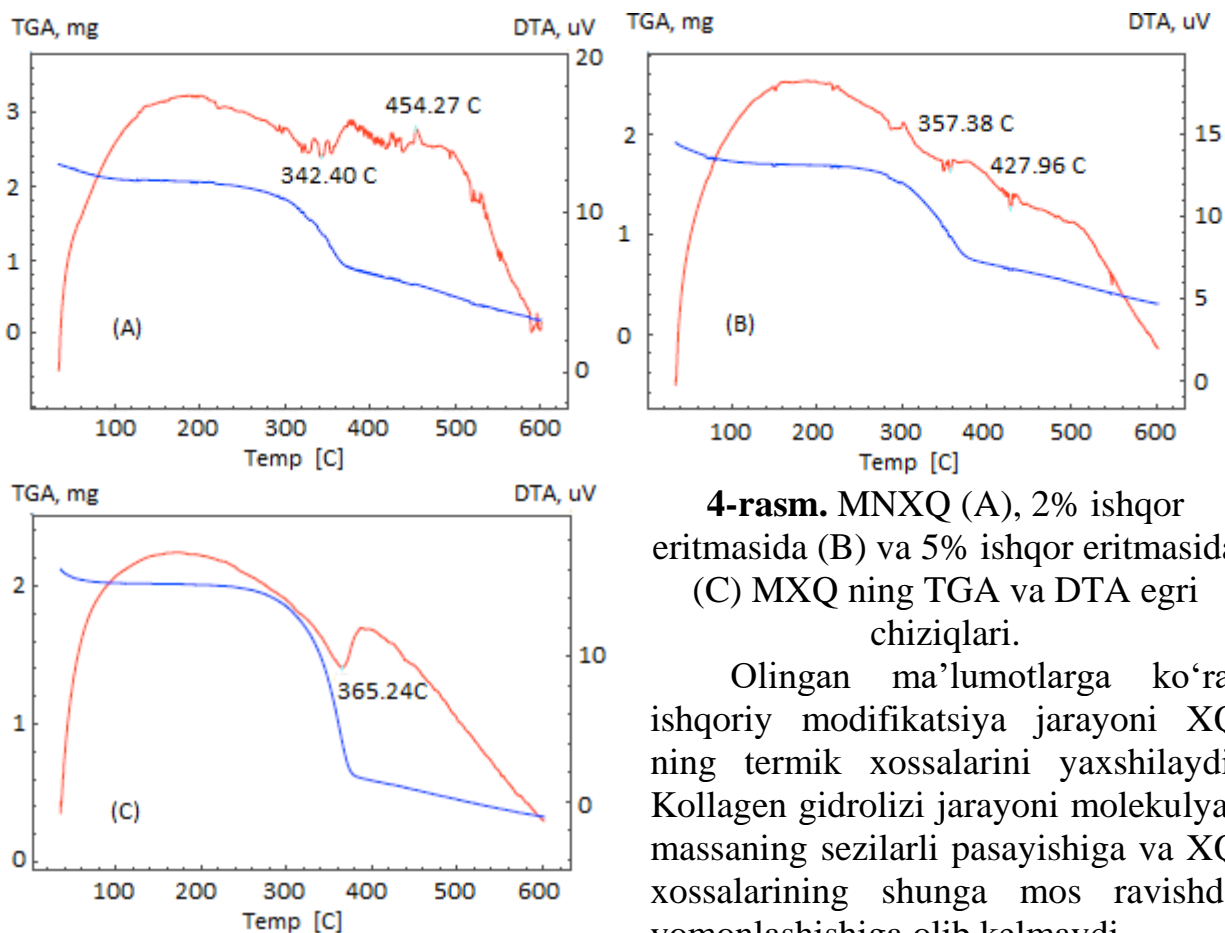 TGA, mg DTA, uV
20
3
454.27 C
342.40 C
2
10
1
0
(A)
0
100 200 300 400 500 600
Temp [C]
TGA, mg DTA, uV
2
357.38 C
15
427.96 C
10
1
5
0
(B)
0
100 200 300 400 500 600
Temp [C]
TGA, mg DTA, uV
2
10
365.24C
1
(C)
0
0
100 200 300 400 500 600
Temp [C]
4-rasm. MNXQ (A), 2% ishqor
eritmasida (B) va 5% ishqor eritmasida
(C) MXQ ning TGA va DTA egri
chiziqlari.
Olingan ma’lumotlarga ko‘ra
ishqoriy modifikatsiya jarayoni XQ
ning termik xossalarini yaxshilaydi
Kollagen gidrolizi jarayoni molekulya
massaning sezilarli pasayishiga va XQ
xossalarining shunga mos ravishd
yomonlashishiga olib kelmaydi